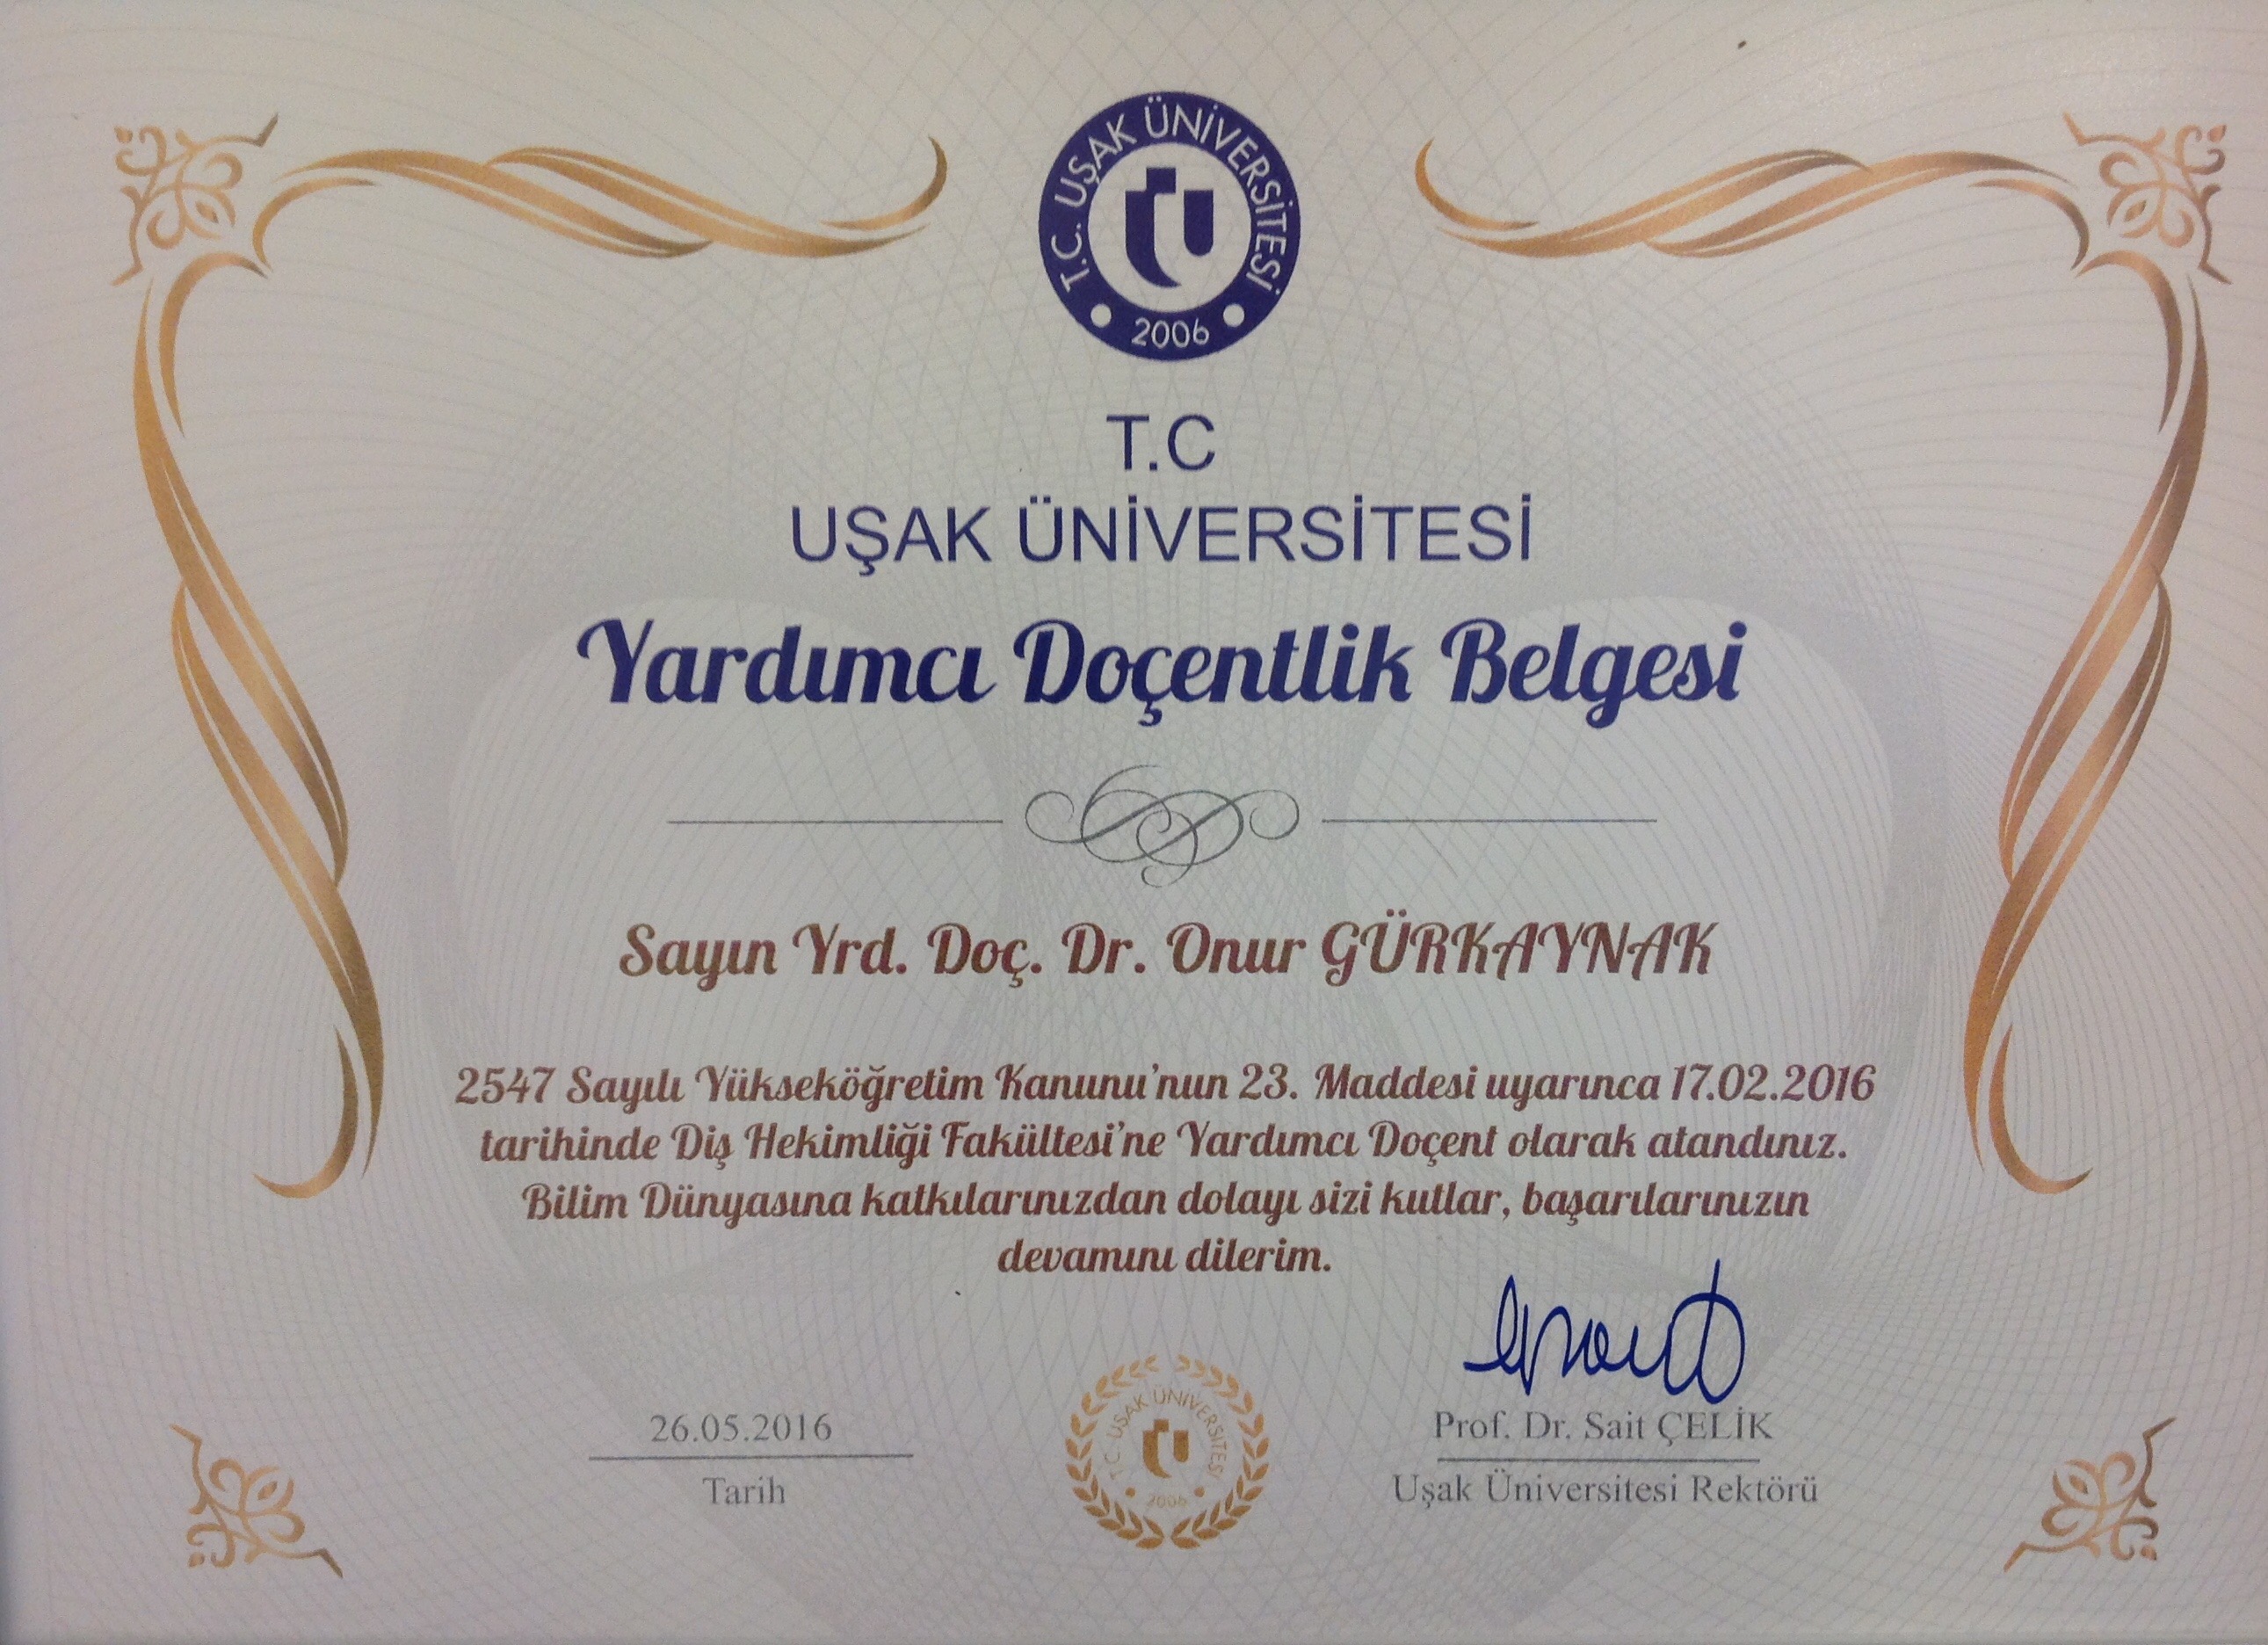 T.C. UŞAK ÜNİVERSİTESİ
2006
T.C
UŞAK ÜNİVERSİTESİ
Yardımcı Doçentlik Belgesi
Sayın Yrd. Doç. Dr. Onur GÜRKAYNAK
2547 Sayılı Yükseköğretim Kanunu'nun 23. Maddesi uyarınca 17.02.2016
tarihinde Diş Hekimliği Fakültesi'ne Yardımcı Doçent olarak atandınız.
Bilim Dünyasına katkılarınızdan dolayı sizi kutlar, başarılarınızın
devamını dilerim.
26.05.2016
Tarih
T.C. UŞAK ÜNİVERSİTESİ
2006
Prof. Dr. Sait ÇELİK
Uşak Üniversitesi Rektörü